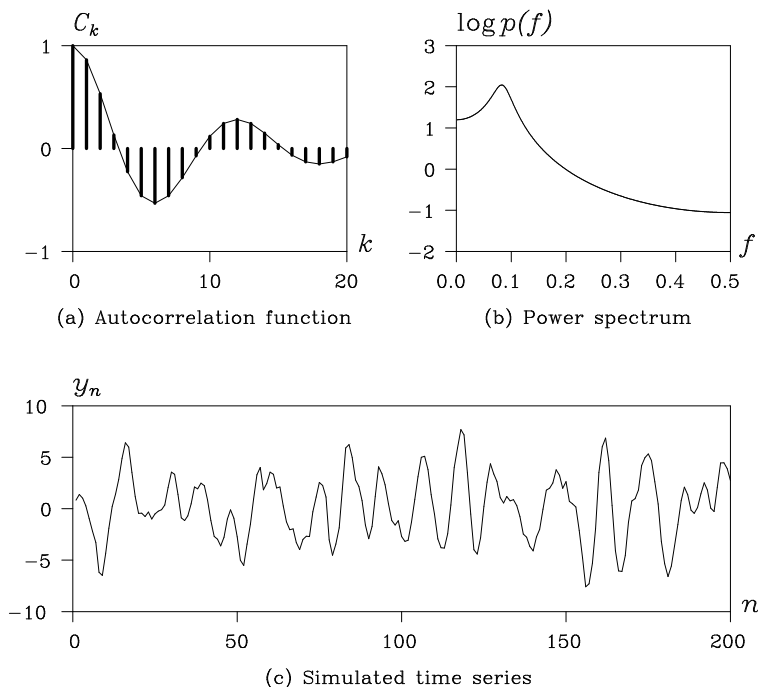 C_k
1
0
−1
0 10 20
k
(a) Autocorrelation function
log p(f)
3
2
1
0
−1
−2
0.0 0.1 0.2 0.3 0.4 0.5
f
(b) Power spectrum
y_n
10
5
0
−5
−10
0 50 100 150 200
n
(c) Simulated time series